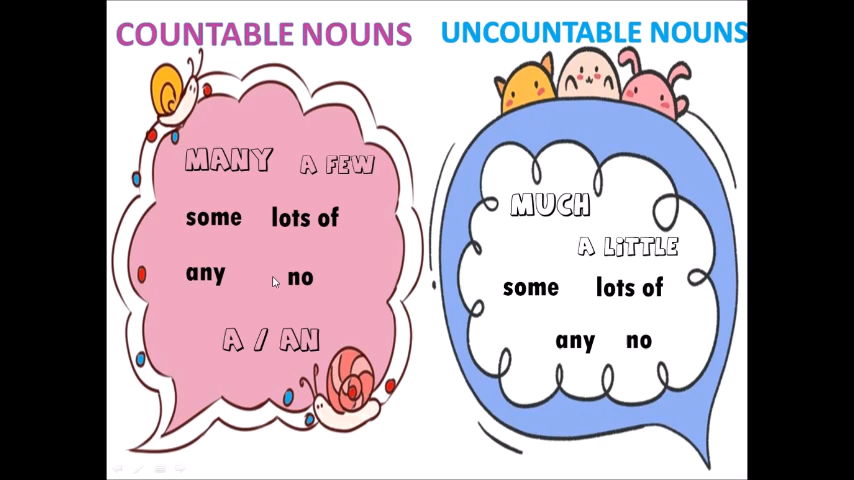 COUNTABLE NOUNS
MANY A FEW
some lots of
any no
A / AN
UNCOUNTABLE NOUNS
MUCH
A LiTTLE
some lots of
any no